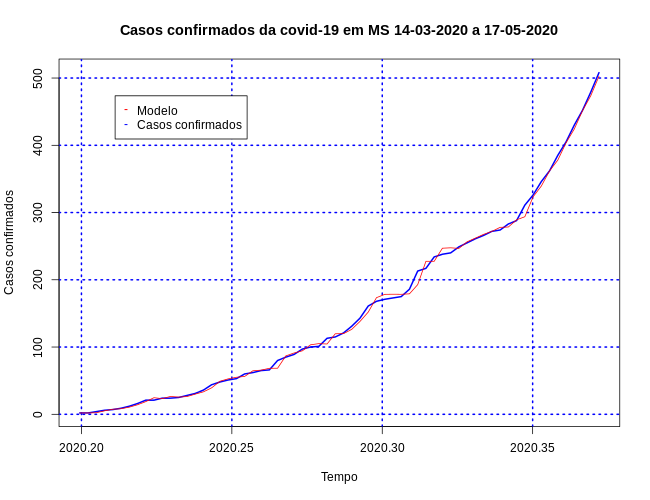 Casos confirmados da covid-19 em MS 14-03-2020 a 17-05-2020
Casos confirmados
500
400
300
200
100
0
Modelo
Casos confirmados
2020.20 2020.25 2020.30 2020.35
Tempo